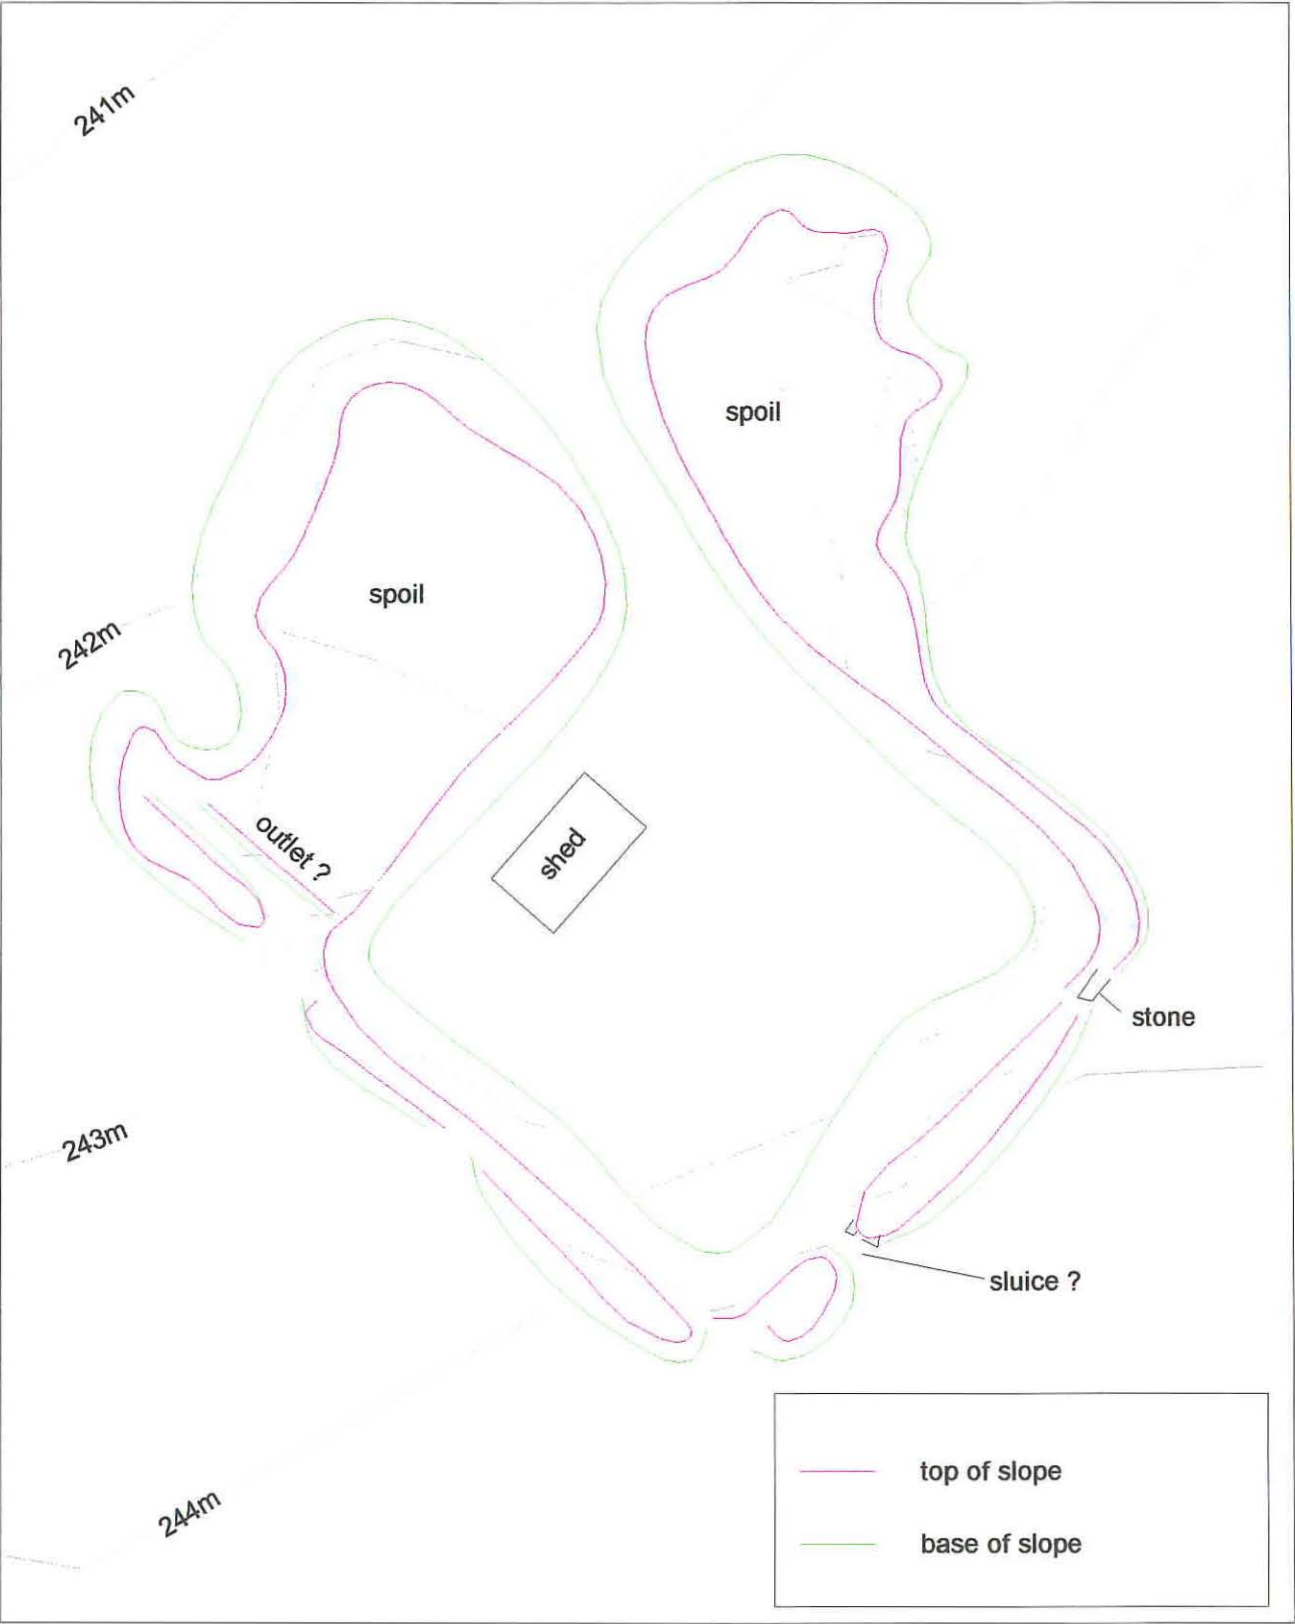 241m
spoil
spoil
242m
outlet ?
shed
stone
243m
sluice ?
244m
top of slope
base of slope